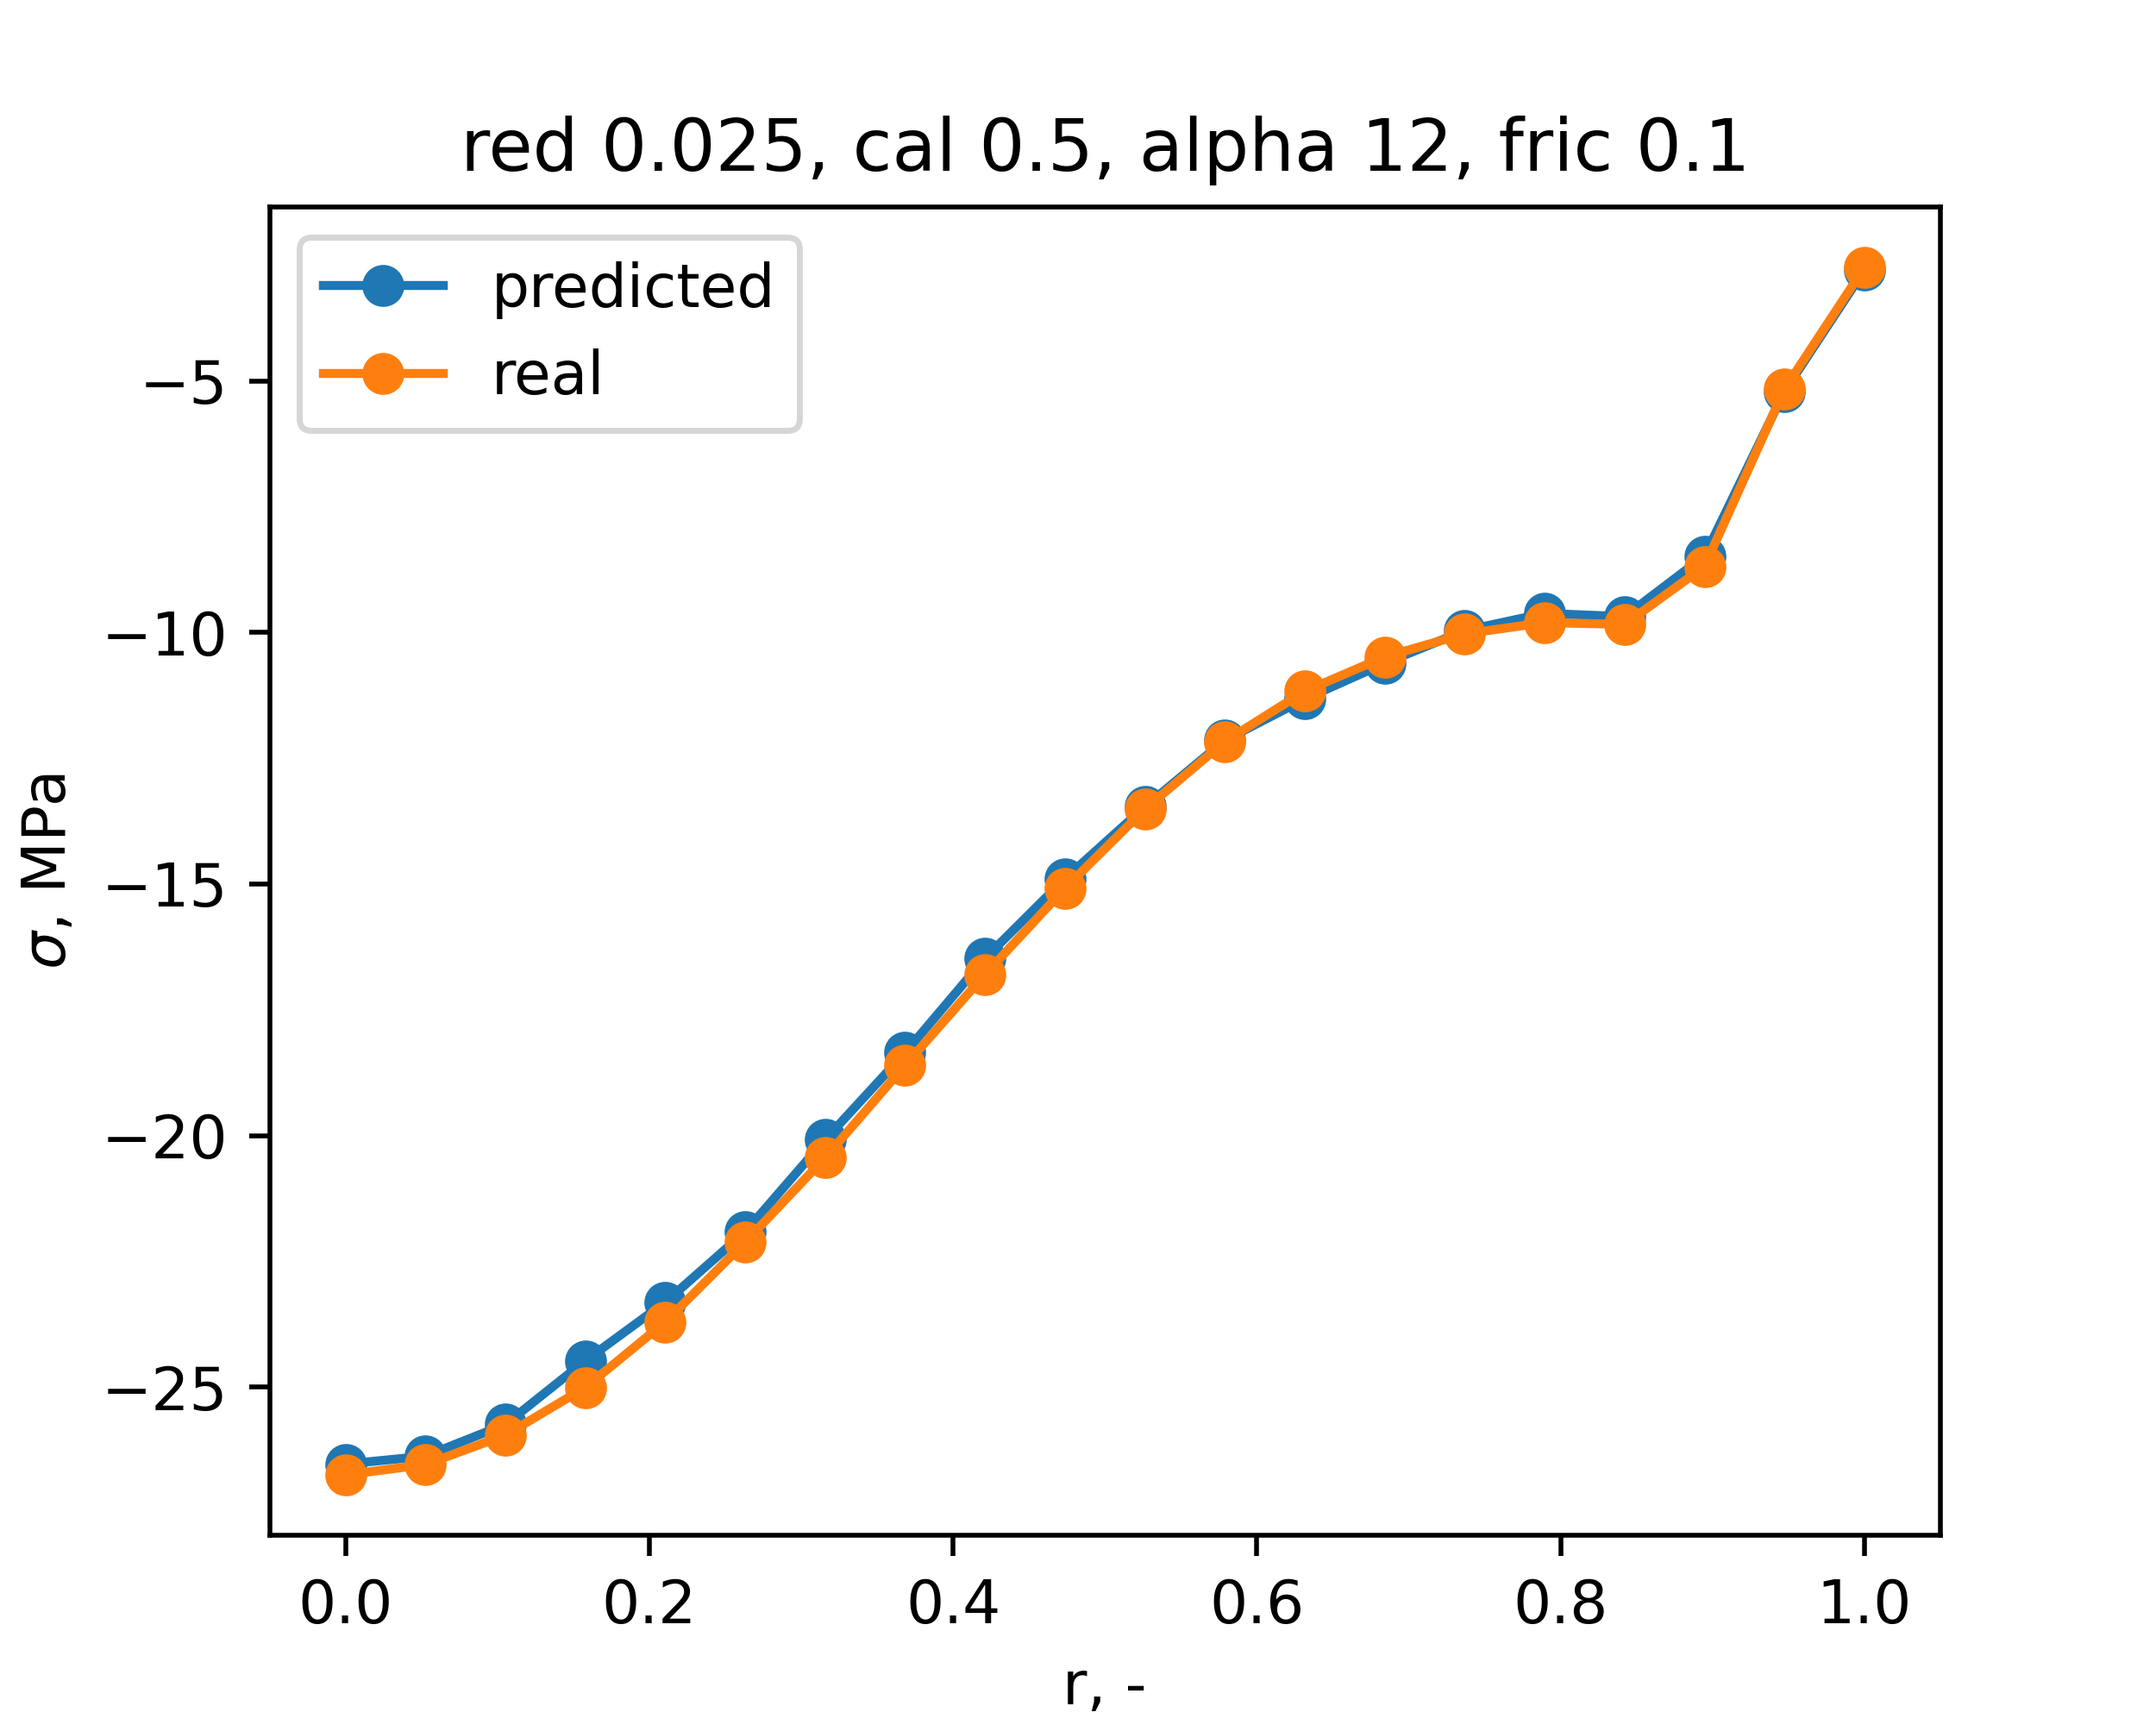 red 0.025, cal 0.5, alpha 12, fric 0.1
predicted
real
−5
−10
−15
−20
−25
σ, MPa
0.0 0.2 0.4 0.6 0.8 1.0
r, -